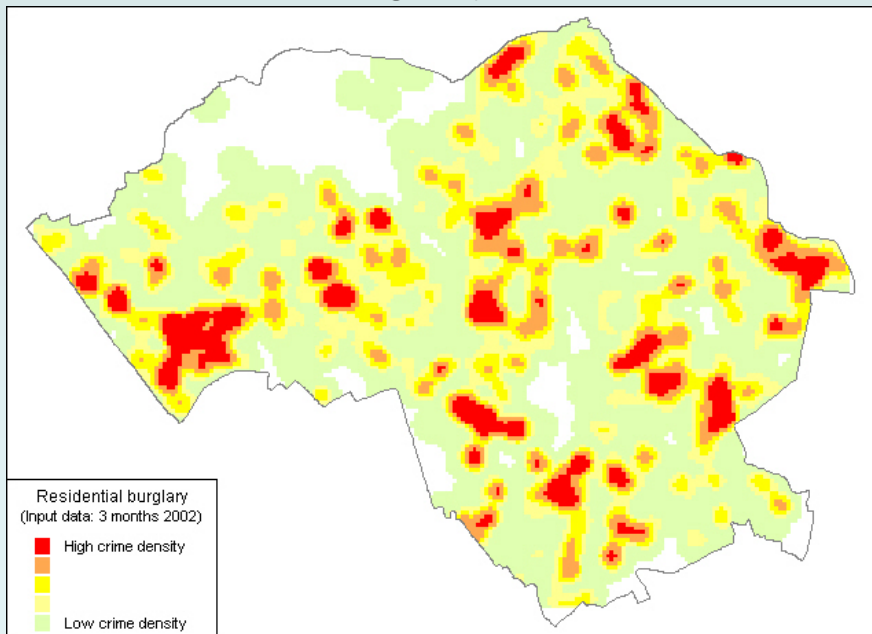 Residential burglary
(Input data: 3 months 2002)
High crime density
Low crime density